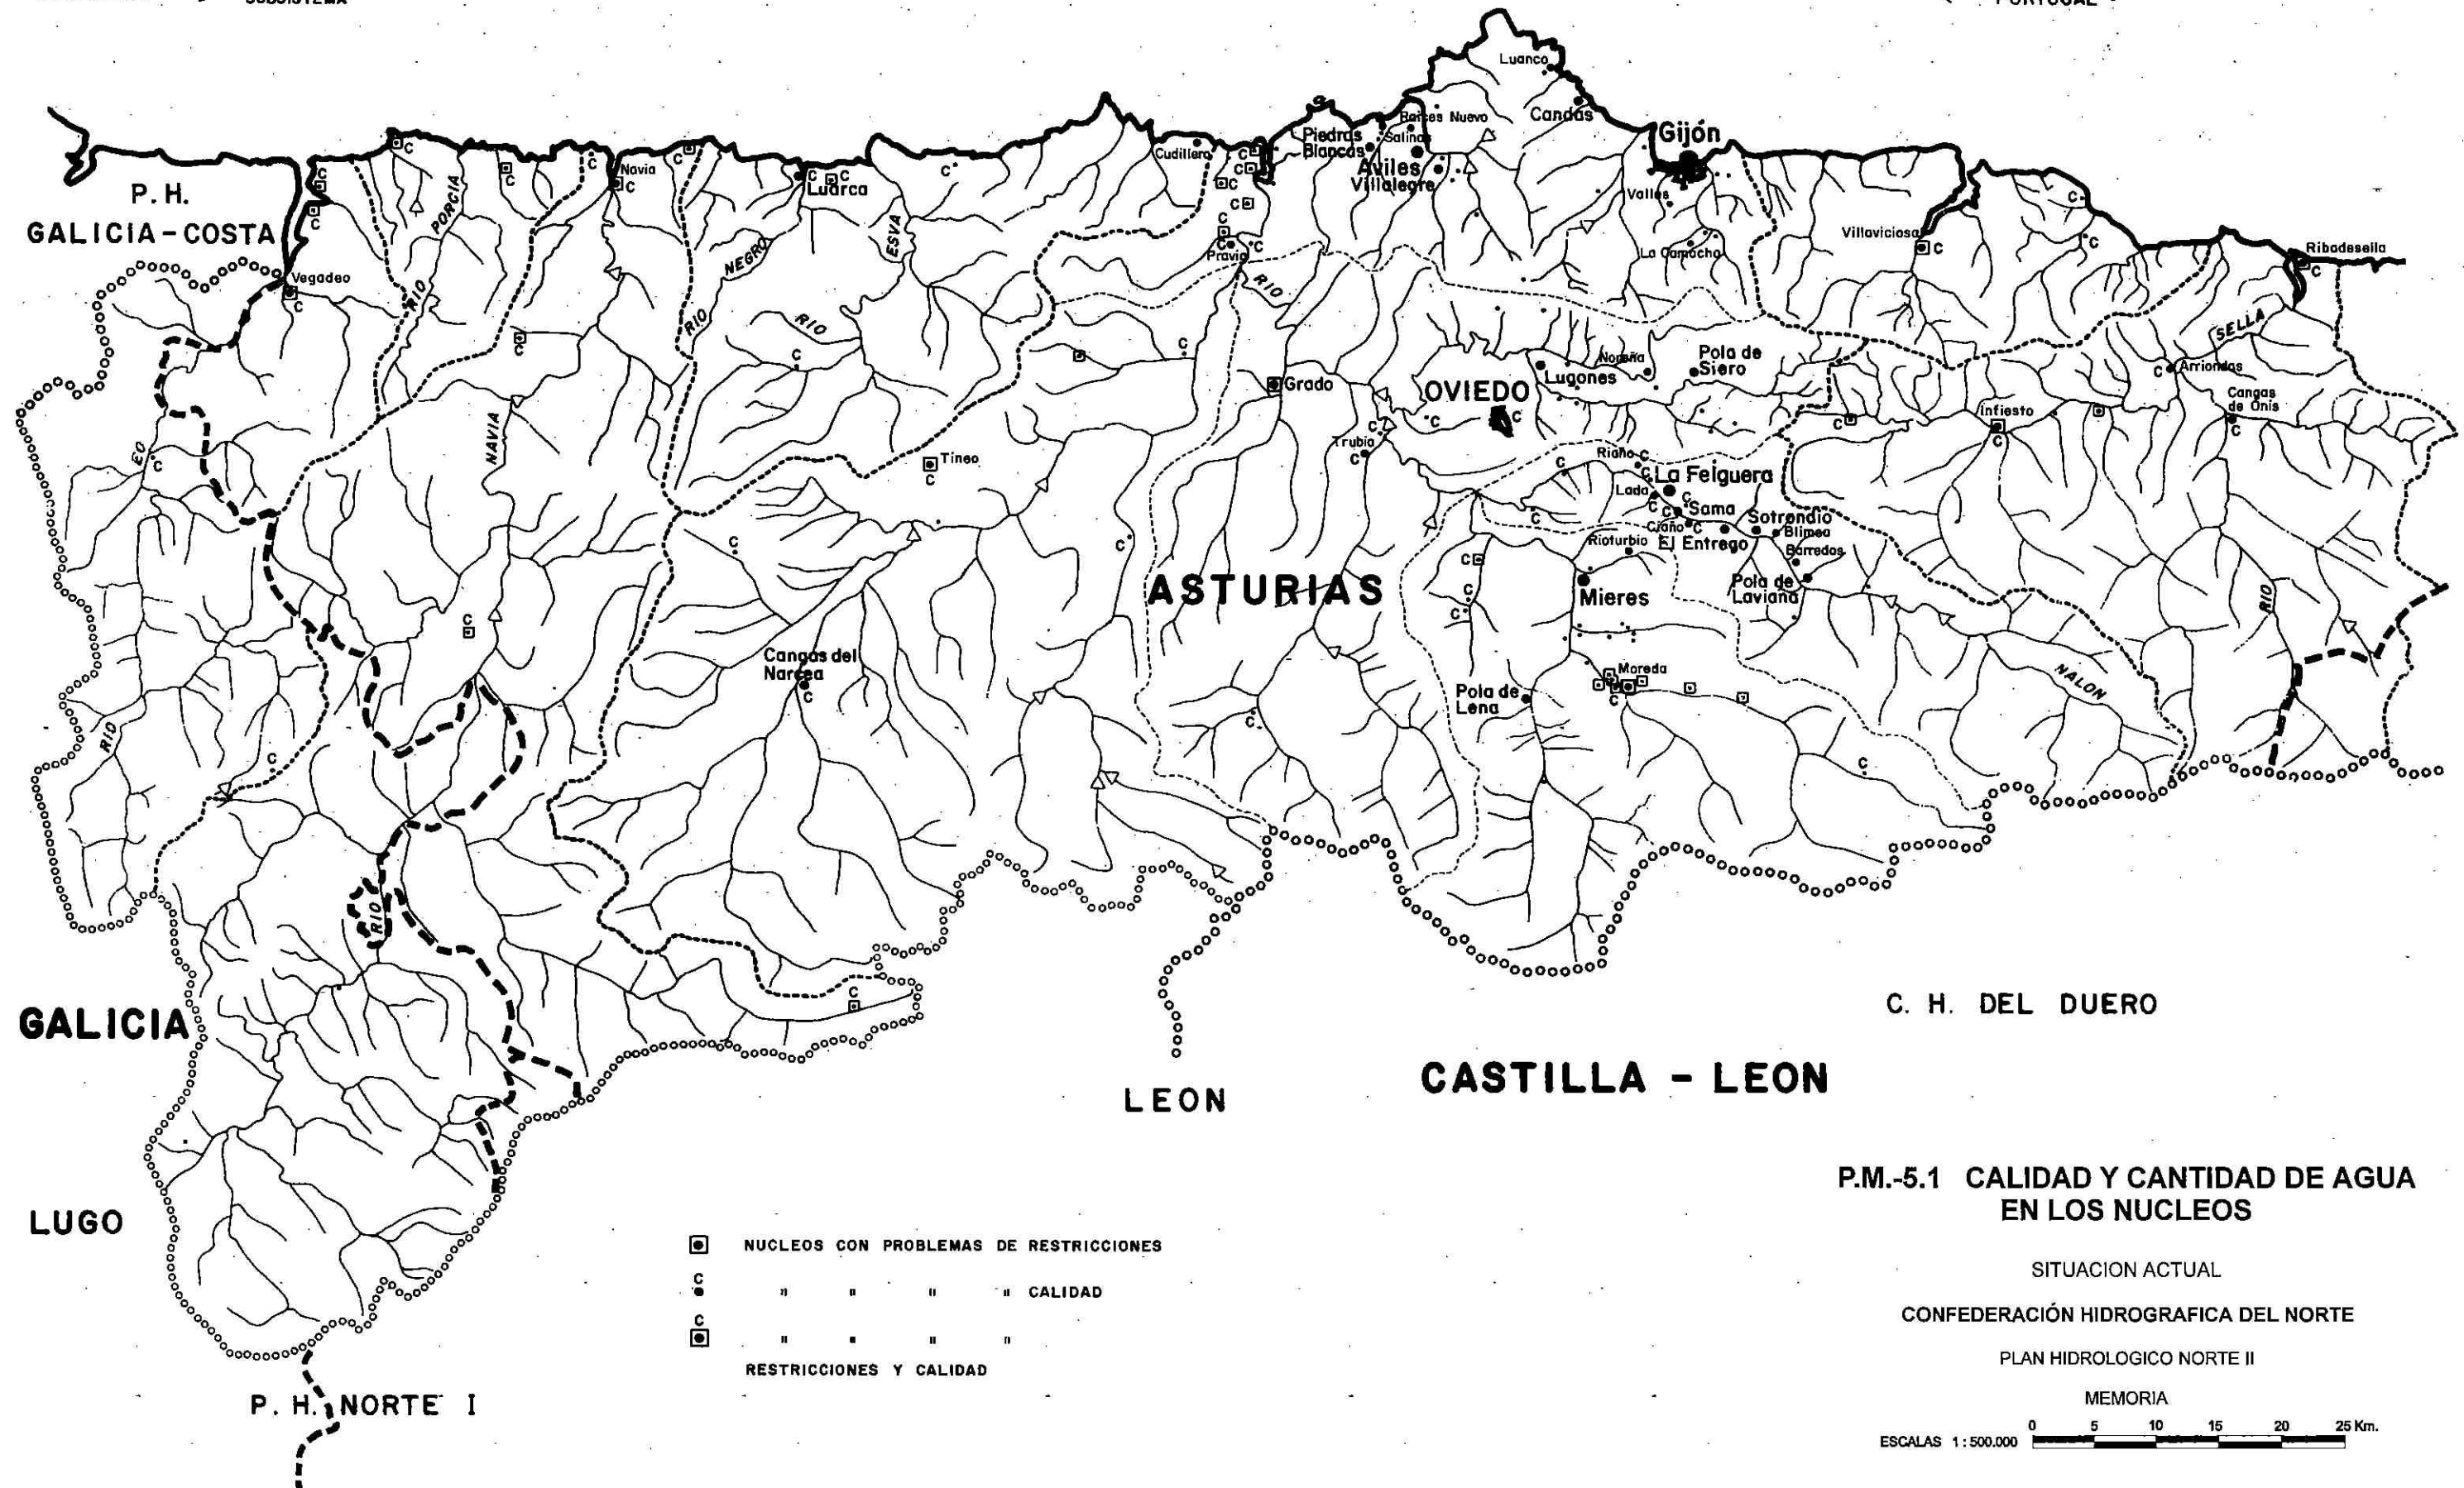 Luanco
Raices Nuevo
Candás
Piedras
Blancas
Salinas
Gijón
Cudillero
Aviles
Villalegre
P. H.
GALICIA-COSTA
Navia
C
Luarca
PORCIA
RIO
NEGRO
RIO
ESVA
RIO
Valles
La Camocha
Villaviciosa
C
Ribadesella
C
Vegadeo
C
Pravia
RIO
SELLA
Arriondas
C
Cangas
de Onis
C
Grado
OVIEDO
C
Lugones
Noreña
Pola de
Siero
Infiesto
C
Trubia
C
EO
NAVIA
Tineo
C
Riaño
C
La Felguera
Lada
Sama
Ciaño
C
Sotrondio
Blimea
El Entrego
Rioturbio
Barredos
Pola de
Laviana
ASTURIAS
Mieres
RIO
Cangas del
Narcea
C
Moreda
C
Pola de
Lena
NALON
RIO
RIO
GALICIA
LUGO
LEON
C. H. DEL DUERO
CASTILLA - LEON
P. H. NORTE I
NUCLEOS CON PROBLEMAS DE RESTRICCIONES
C
" " " " CALIDAD
C
" " " "
RESTRICCIONES Y CALIDAD
P.M.-5.1 CALIDAD Y CANTIDAD DE AGUA
EN LOS NUCLEOS
SITUACION ACTUAL
CONFEDERACIÓN HIDROGRAFICA DEL NORTE
PLAN HIDROLOGICO NORTE II
MEMORIA
ESCALAS 1:500.000
0 5 10 15 20 25 Km.